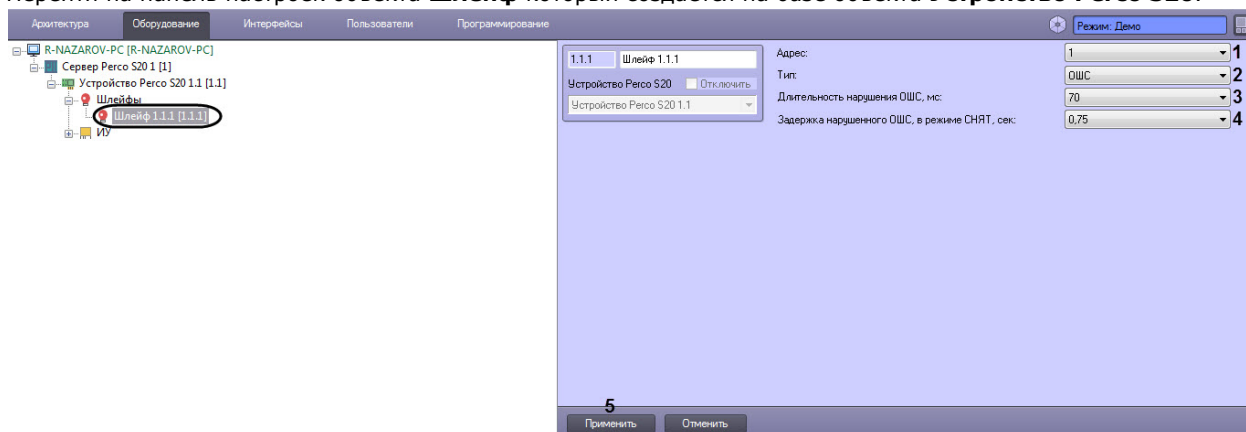 Перейти на панель настроек объекта Шлейф который создается на базе объекта Устройство Perco S20.
Архитектура Оборудование Интерфейсы Пользователи Программирование Режим: Демо
R-NAZAROV-PC [R-NAZAROV-PC]
Сервер Perco S20 1 [1]
Устройство Perco S20 1.1 [1.1]
Шлейфы
Шлейф 1.1.1 [1.1.1]
ИУ
1.1.1 Шлейф 1.1.1
Устройство Perco S20 Отключить
Устройство Perco S20 1.1
Адрес: 1 1
Тип: ОШС 2
Длительность нарушения ОШС, мс: 70 3
Задержка нарушенного ОШС, в режиме СНЯТ, сек: 0,75 4
5
Применить Отменить